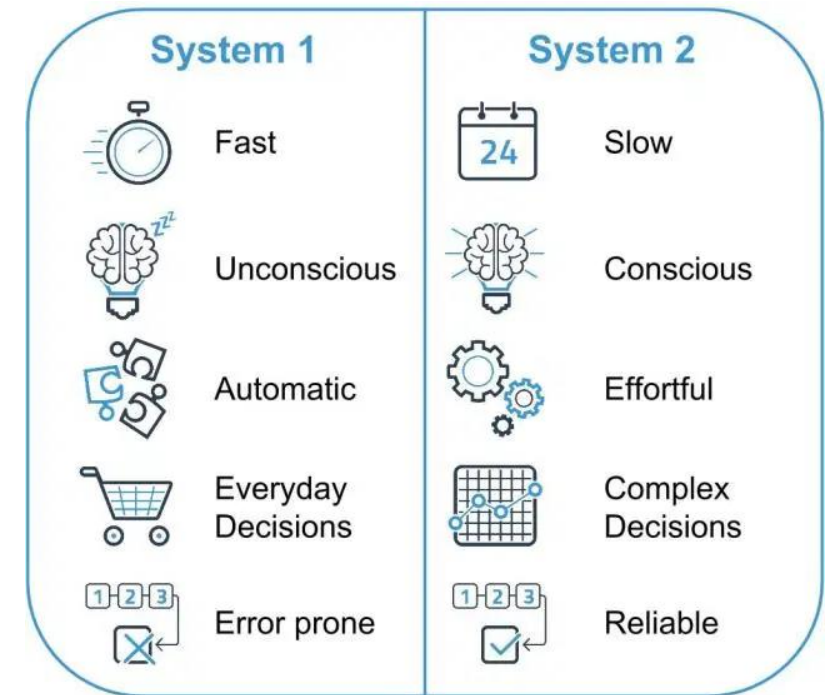 System 1
System 2
Fast
24
Slow
zzz
Unconscious
Conscious
Automatic
Effortful
Everyday
Decisions
Complex
Decisions
1 2 3
Error prone
1 2 3
Reliable